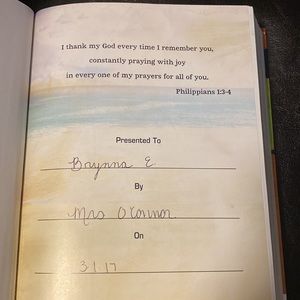 I thank my God every time I remember you,
constantly praying with joy
in every one of my prayers for all of you.
Philippians 1:3-4
Presented To
Brynna E.
By
Mrs O'Connor
On
3.1.17